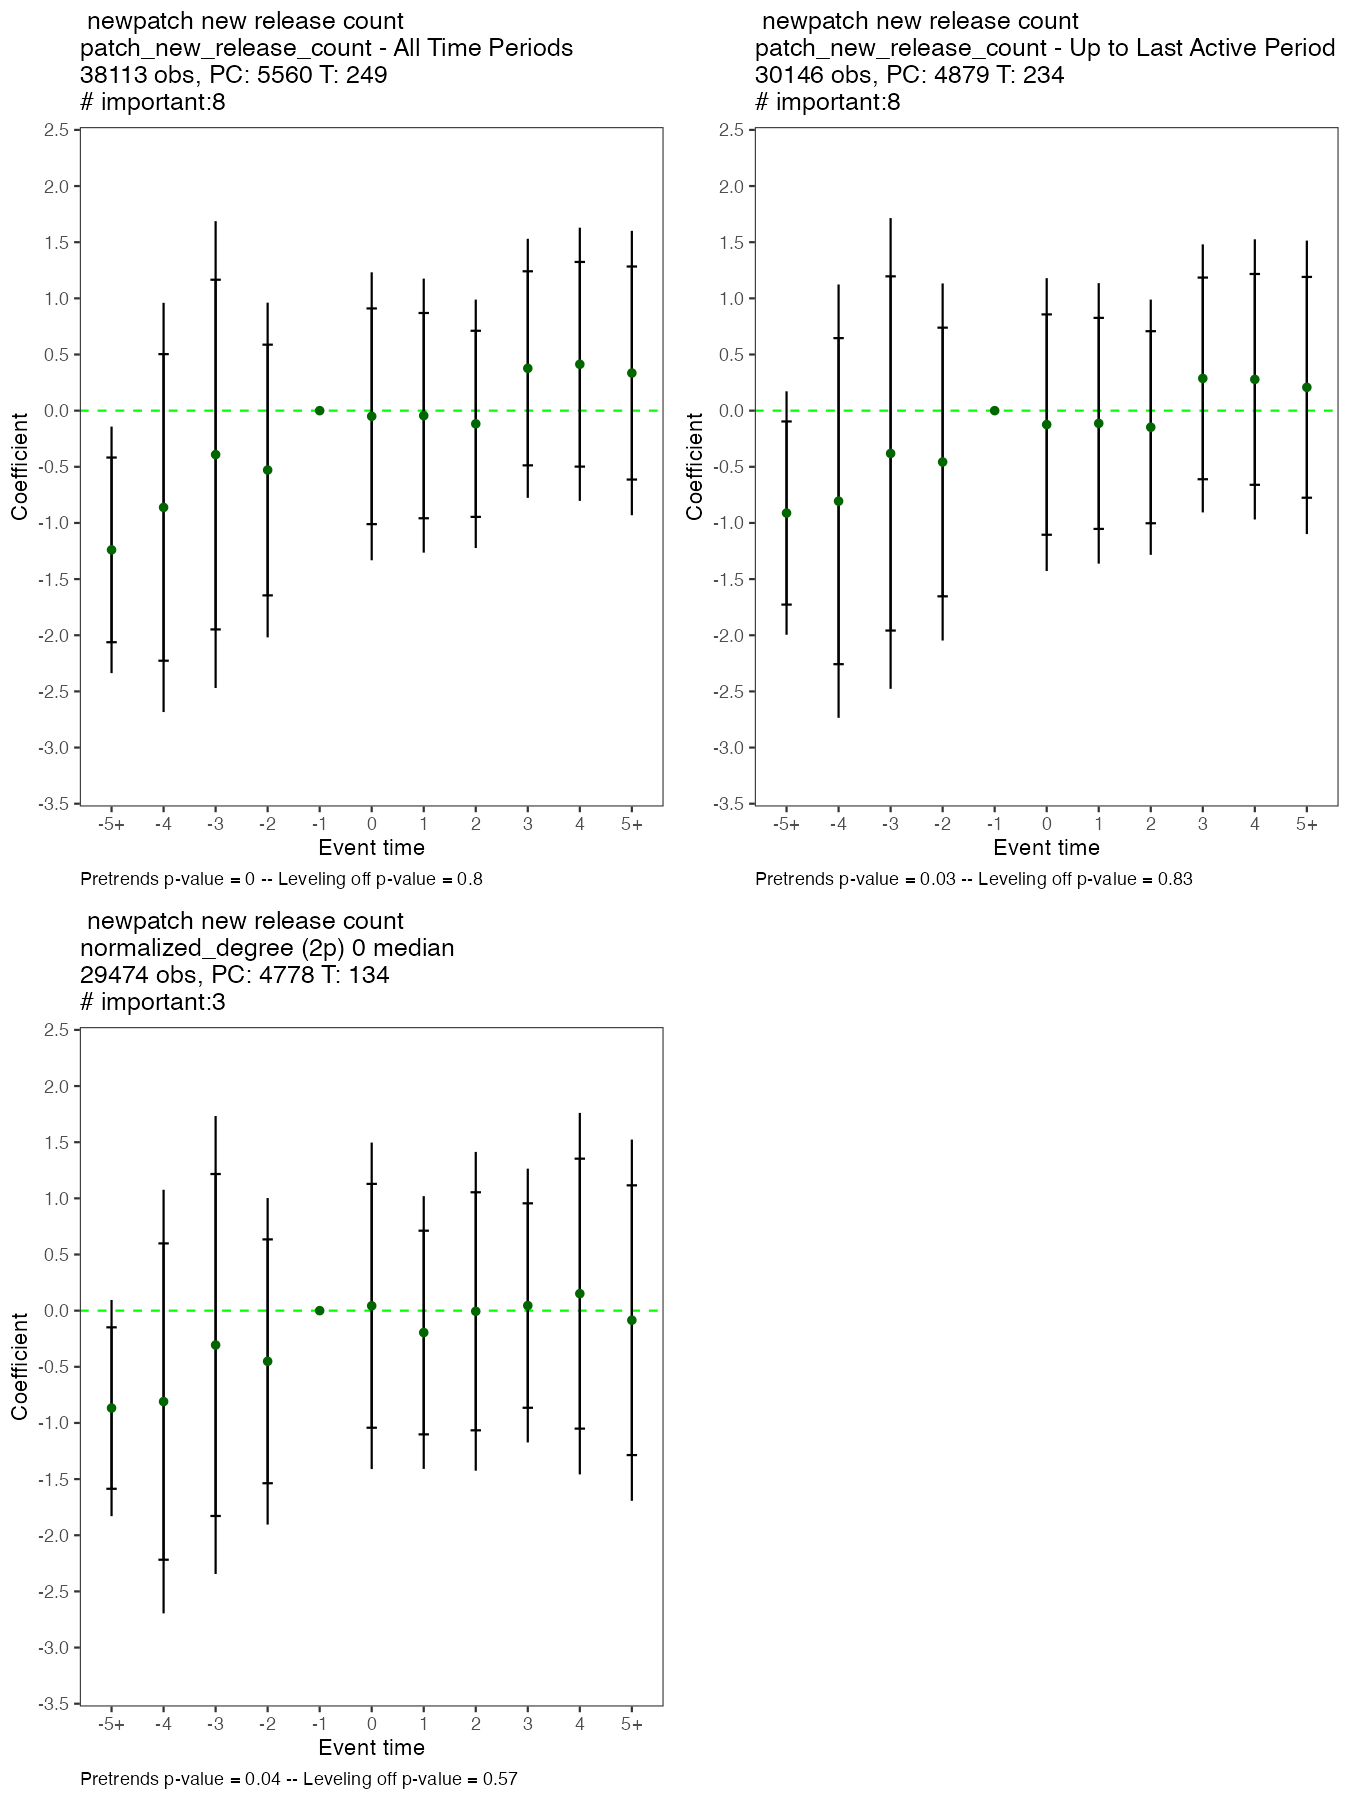 newpatch new release count
patch_new_release_count - All Time Periods
38113 obs, PC: 5560 T: 249
# important:8
2.5
2.0
1.5
1.0
0.5
0.0
-0.5
-1.0
-1.5
-2.0
-2.5
-3.0
-3.5
Coefficient
-5+ -4 -3 -2 -1 0 1 2 3 4 5+
Event time
Pretrends p-value = 0 -- Leveling off p-value = 0.8
newpatch new release count
patch_new_release_count - Up to Last Active Period
30146 obs, PC: 4879 T: 234
# important:8
2.5
2.0
1.5
1.0
0.5
0.0
-0.5
-1.0
-1.5
-2.0
-2.5
-3.0
-3.5
Coefficient
-5+ -4 -3 -2 -1 0 1 2 3 4 5+
Event time
Pretrends p-value = 0.03 -- Leveling off p-value = 0.83
newpatch new release count
normalized_degree (2p) 0 median
29474 obs, PC: 4778 T: 134
# important:3
2.5
2.0
1.5
1.0
0.5
0.0
-0.5
-1.0
-1.5
-2.0
-2.5
-3.0
-3.5
Coefficient
-5+ -4 -3 -2 -1 0 1 2 3 4 5+
Event time
Pretrends p-value = 0.04 -- Leveling off p-value = 0.57